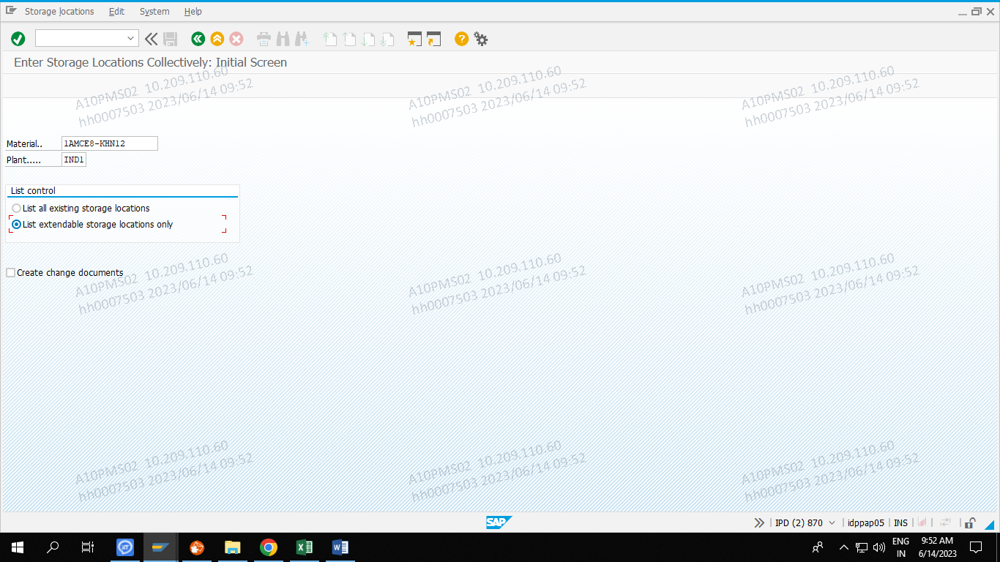 Storage locations Edit System Help
Enter Storage Locations Collectively: Initial Screen
A10PMS02 10.209.110.60 A10PMS02 10.209.110.60 A10PMS02 10.209.110.60
hh0007503 2023/06/14 09:52 hh0007503 2023/06/14 09:52 hh0007503 2023/06/14 09:52
Material.. 1AMCE8-KHN12
Plant..... IND1
List control
List all existing storage locations
List extendable storage locations only
Create change documents
A10PMS02 10.209.110.60 A10PMS02 10.209.110.60 A10PMS02 10.209.110.60
hh0007503 2023/06/14 09:52 hh0007503 2023/06/14 09:52 hh0007503 2023/06/14 09:52
A10PMS02 10.209.110.60 A10PMS02 10.209.110.60 A10PMS02 10.209.110.60
hh0007503 2023/06/14 09:52 hh0007503 2023/06/14 09:52 hh0007503 2023/06/14 09:52
SAP IPD (2) 870 idppap05 INS
ENG 9:52 AM
IN 6/14/2023